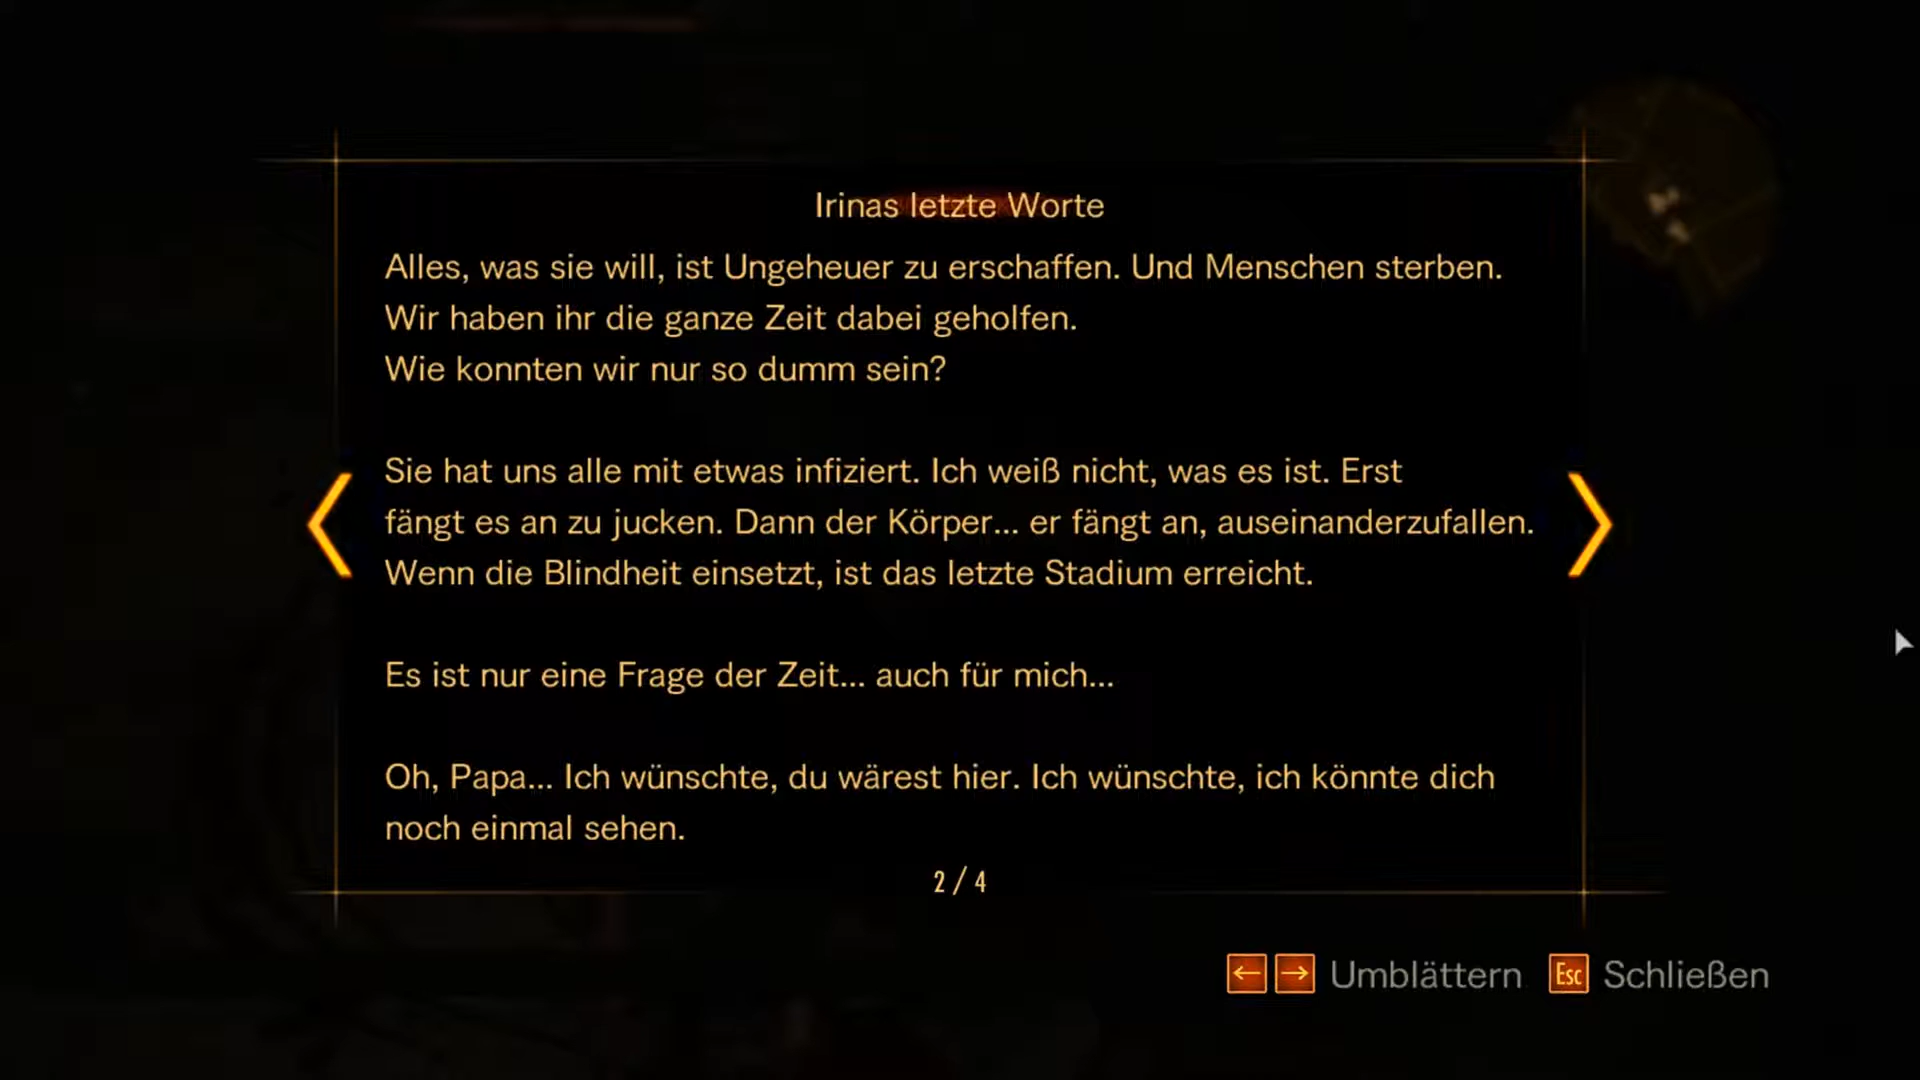 Irinas letzte Worte
Alles, was sie will, ist Ungeheuer zu erschaffen. Und Menschen sterben.
Wir haben ihr die ganze Zeit dabei geholfen.
Wie konnten wir nur so dumm sein?
Sie hat uns alle mit etwas infiziert. Ich weiß nicht, was es ist. Erst
fängt es an zu jucken. Dann der Körper... er fängt an, auseinanderzufallen.
Wenn die Blindheit einsetzt, ist das letzte Stadium erreicht.
Es ist nur eine Frage der Zeit... auch für mich...
Oh, Papa... Ich wünschte, du wärest hier. Ich wünschte, ich könnte dich
noch einmal sehen.
2 / 4
← → Umblättern Esc Schließen